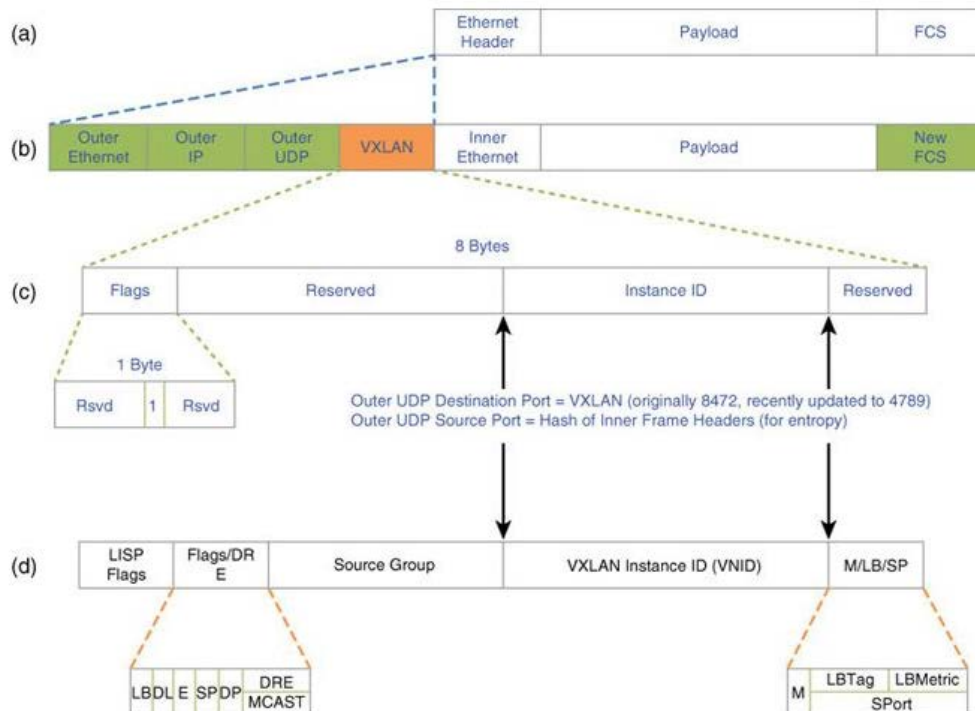 (a)
Ethernet
Header
Payload
FCS
(b)
Outer
Ethernet
Outer
IP
Outer
UDP
VXLAN
Inner
Ethernet
Payload
New
FCS
8 Bytes
(c)
Flags
Reserved
Instance ID
Reserved
1 Byte
Rsvd
1
Rsvd
Outer UDP Destination Port = VXLAN (originally 8472, recently updated to 4789)
Outer UDP Source Port = Hash of Inner Frame Headers (for entropy)
(d)
LISP
Flags
Flags/DR
E
Source Group
VXLAN Instance ID (VNID)
M/LB/SP
LB
DL
E
SP
DP
DRE
MCAST
M
LBTag
LBMetric
SPort